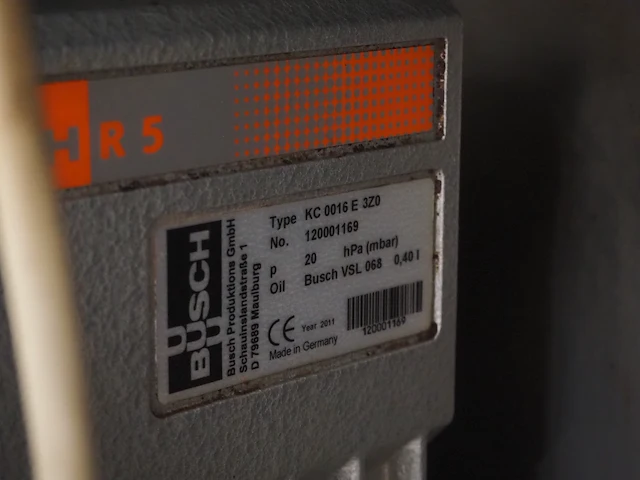 R 5
BUSCH
Busch Produktions GmbH
Schauinslandstraße 1
D 79689 Maulburg
Type KC 0016 E 3Z0
No. 120001169
p 20 hPa (mbar)
Oil Busch VSL 068 0,40 l
CE Year 2011
Made in Germany
120001169